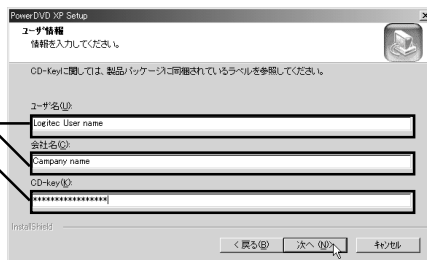 PowerDVD XP Setup
ユーザ情報
情報を入力してください。
CD-Keyに関しては、製品パッケージに同梱されているラベルを参照してください。
ユーザ名(U):
Logitec User name
会社名(C):
Campany name
CD-key(K):
*****************
InstallShield
< 戻る(B)
次へ (N)>
キャンセル